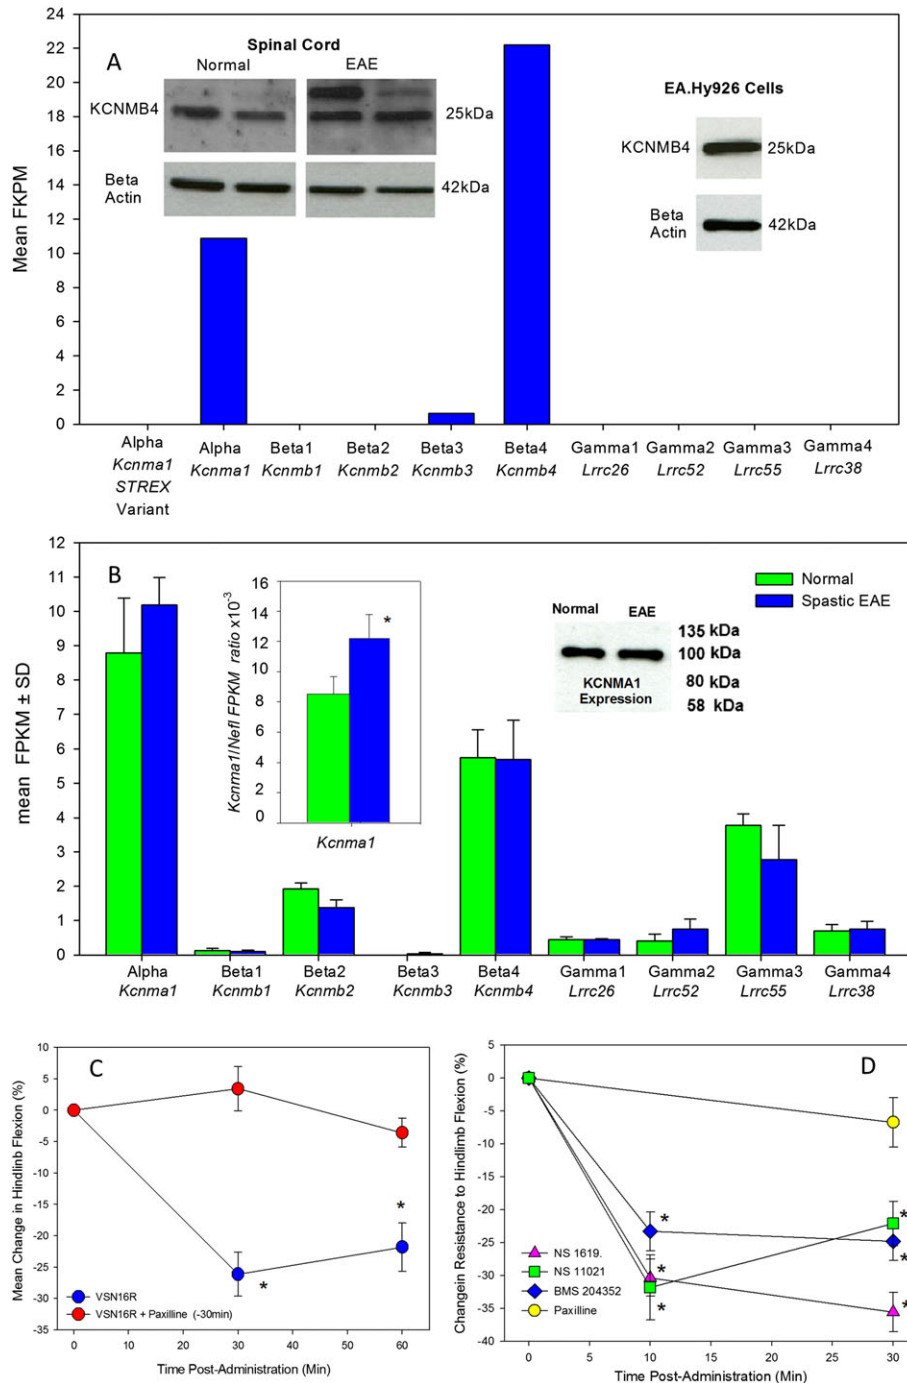 A
Mean FKPM
24
22
20
18
16
14
12
10
8
6
4
2
0
Spinal Cord
Normal EAE
KCNMB4
25kDa
Beta
Actin
42kDa
EA.Hy926 Cells
KCNMB4
25kDa
Beta
Actin
42kDa
Alpha Alpha Beta1 Beta2 Beta3 Beta4 Gamma1 Gamma2 Gamma3 Gamma4
Kcnma1 Kcnma1 Kcnmb1 Kcnmb2 Kcnmb3 Kcnmb4 Lrrc26 Lrrc52 Lrrc55 Lrrc38
STREX
Variant
B
mean FPKM ± SD
12
11
10
9
8
7
6
5
4
3
2
1
0
Kcnma1/Nefl FPKM ratio x10-3
16
14
12
10
8
6
4
2
0
*
Kcnma1
Normal EAE
135 kDa
100 kDa
80 kDa
58 kDa
KCNMA1
Expression
Normal
Spastic EAE
Alpha Beta1 Beta2 Beta3 Beta4 Gamma1 Gamma2 Gamma3 Gamma4
Kcnma1 Kcnmb1 Kcnmb2 Kcnmb3 Kcnmb4 Lrrc26 Lrrc52 Lrrc55 Lrrc38
C
Mean Change in Hindlinb Flexion (%)
10
5
0
-5
-10
-15
-20
-25
-30
-35
*
*
VSN16R
VSN16R + Paxilline (-30min)
0 30 60
Time Post-Administration (Min)
D
Changein Resistance to Hindlimb Flexion (%)
5
0
-5
-10
-15
-20
-25
-30
-35
-40
*
*
*
*
*
*
NS 1619.
NS 11021
BMS 204352
Paxilline
0 5 10 15 20 25 30
Time Post-Administration (Min)